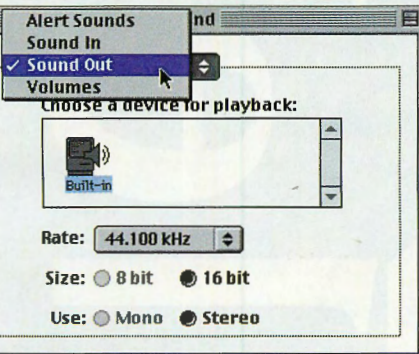 Alert Sounds
Sound In
✓ Sound Out
Volumes
nd
Choose a device for playback:
Built-in
Rate: 44.100 kHz
Size: 8 bit 16 bit
Use: Mono Stereo